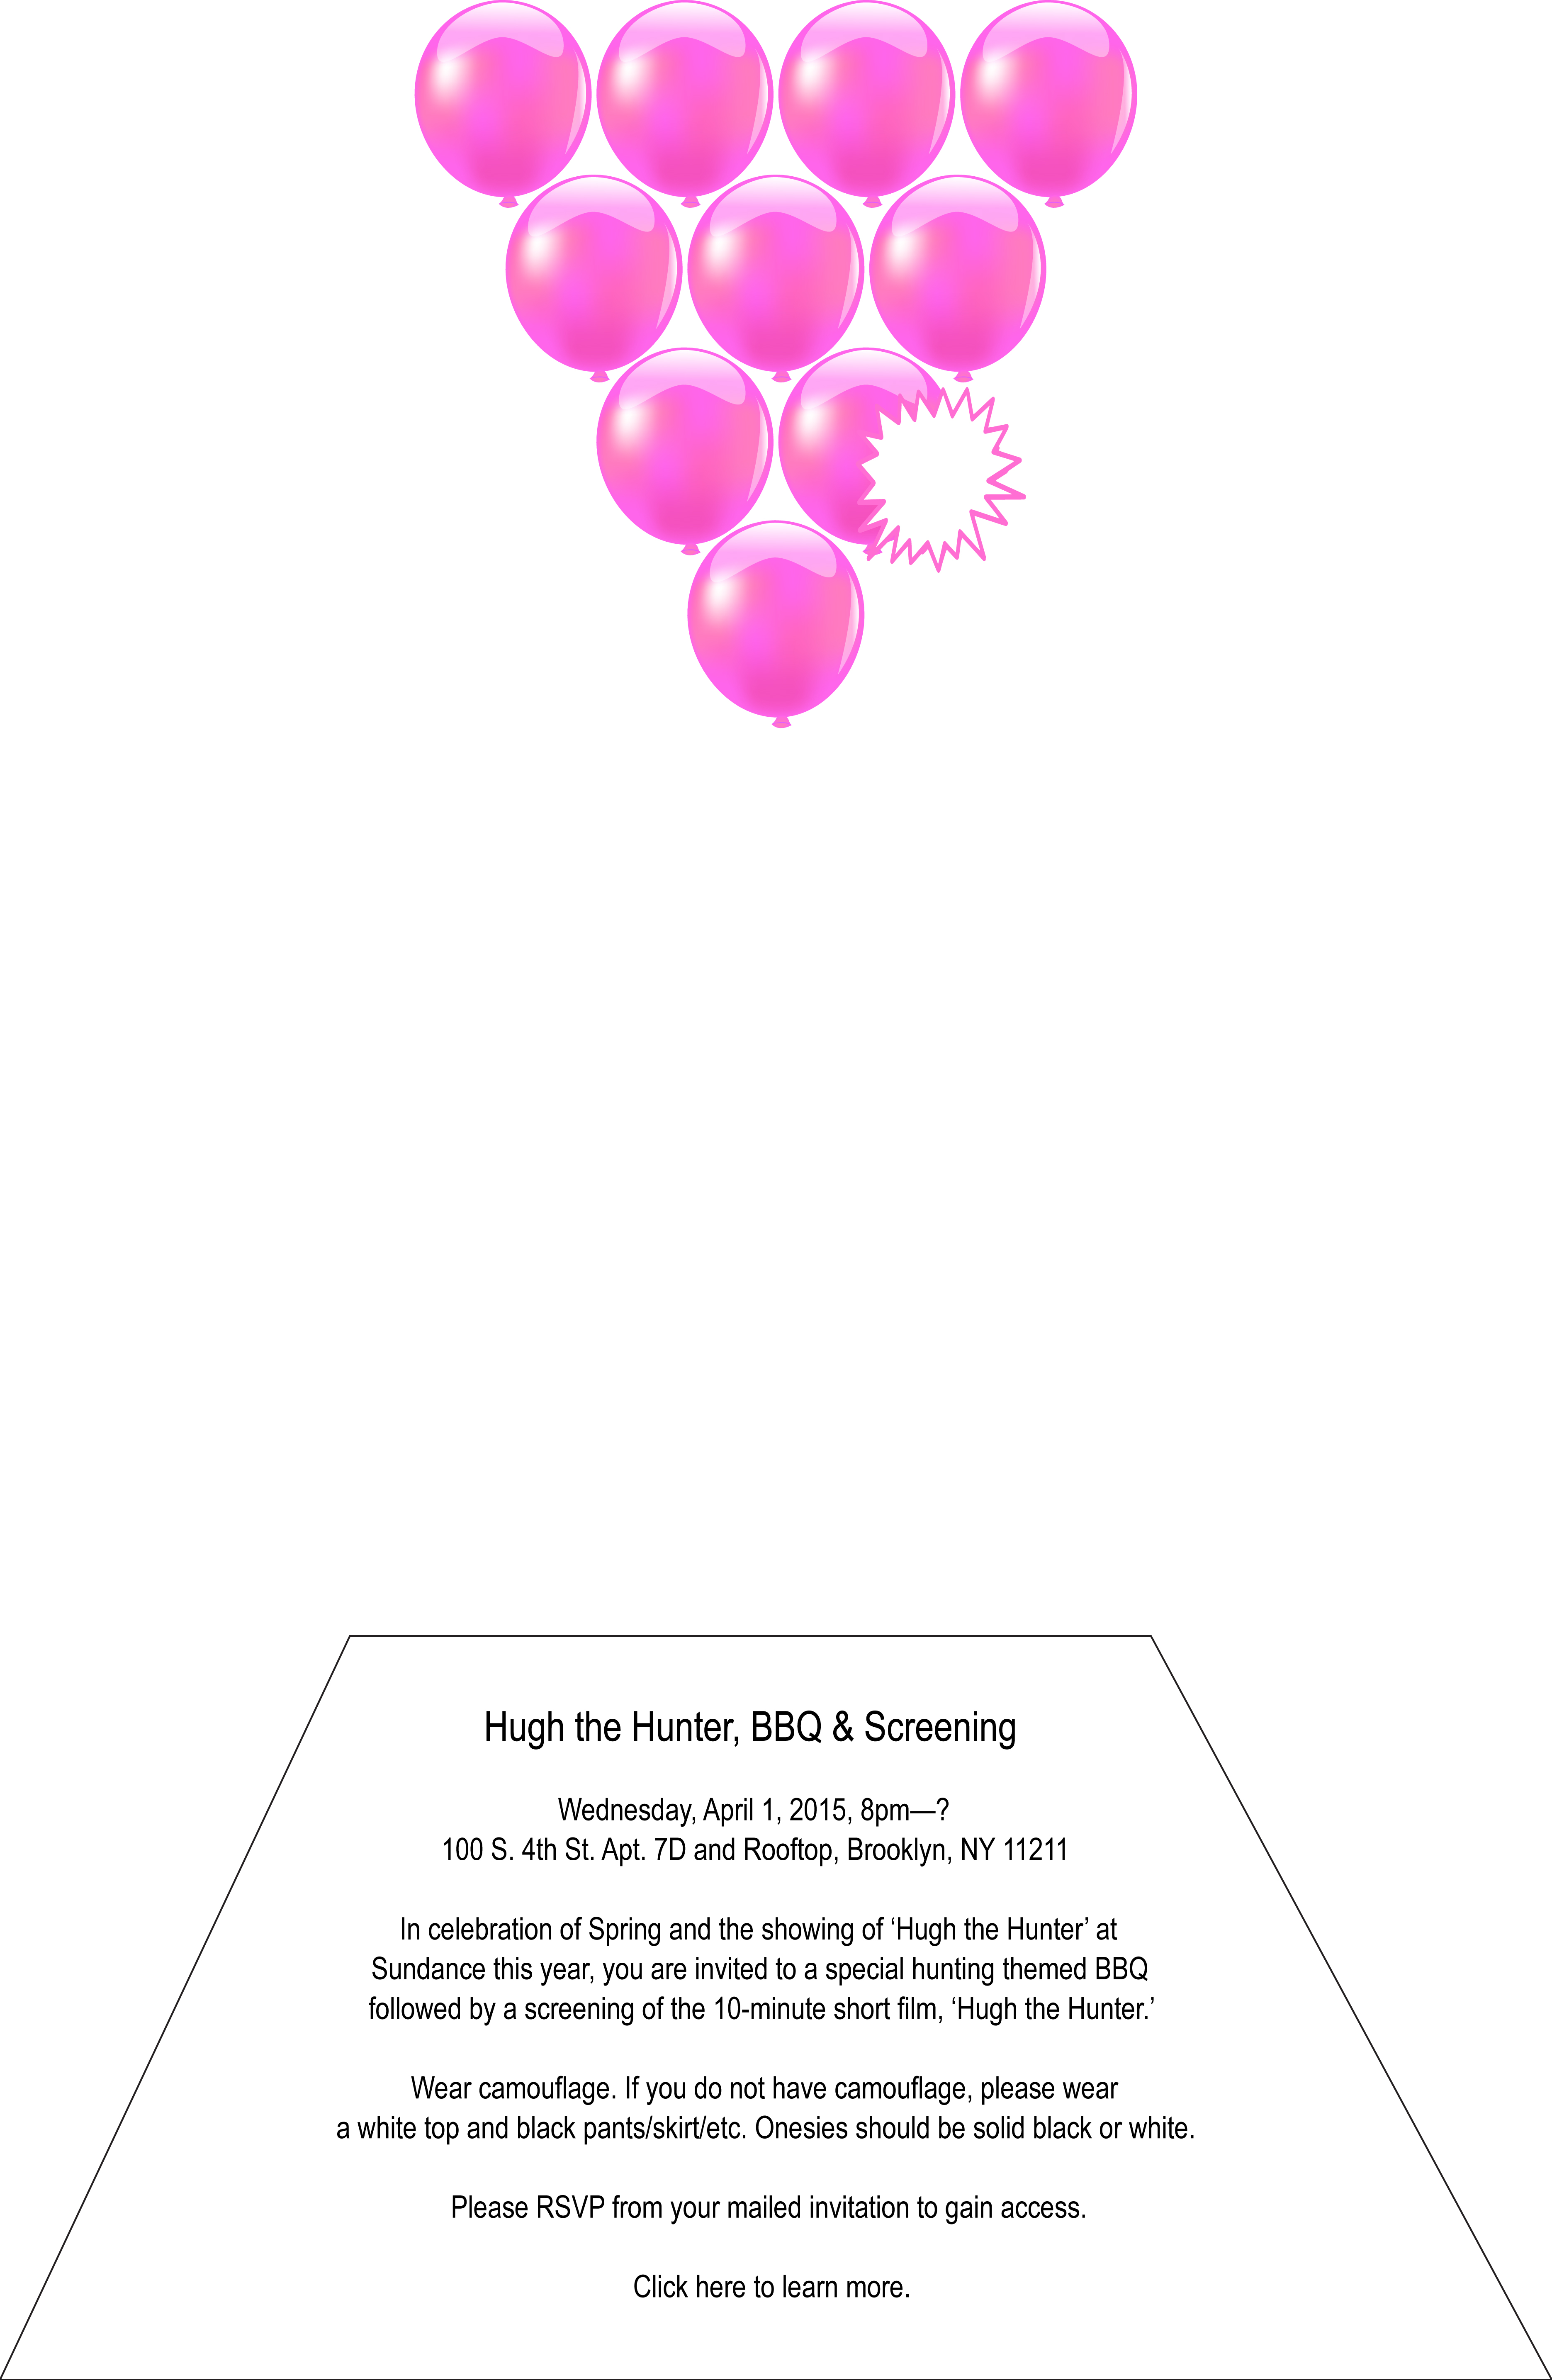 Hugh the Hunter, BBQ & Screening
Wednesday, April 1, 2015, 8pm—?
100 S. 4th St. Apt. 7D and Rooftop, Brooklyn, NY 11211
In celebration of Spring and the showing of ‘Hugh the Hunter’ at
Sundance this year, you are invited to a special hunting themed BBQ
followed by a screening of the 10-minute short film, ‘Hugh the Hunter.’
Wear camouflage. If you do not have camouflage, please wear
a white top and black pants/skirt/etc. Onesies should be solid black or white.
Please RSVP from your mailed invitation to gain access.
Click here to learn more.